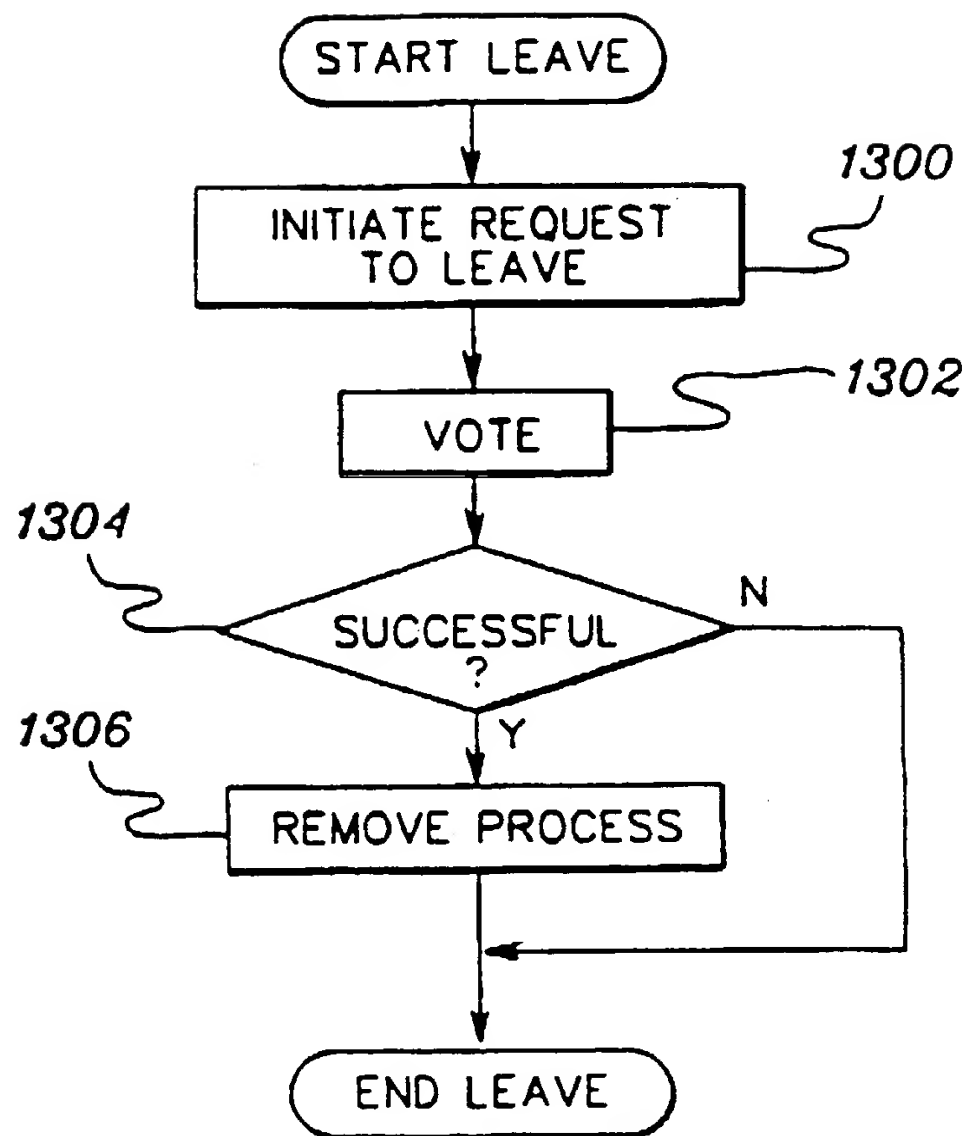 START LEAVE
1300
INITIATE REQUEST
TO LEAVE
1302
VOTE
1304
N
SUCCESSFUL
?
Y
1306
REMOVE PROCESS
END LEAVE